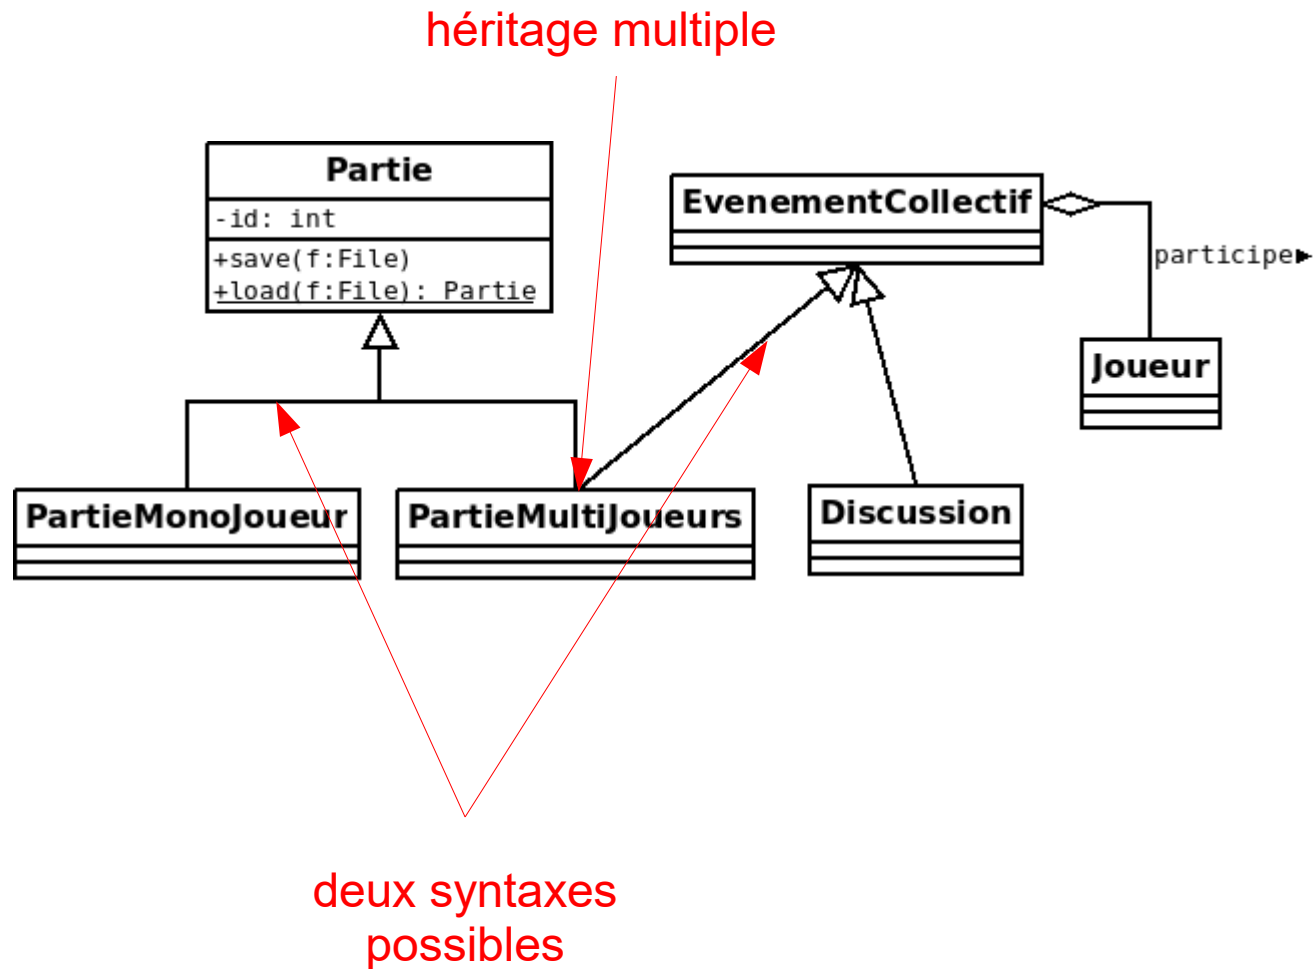 héritage multiple
Partie
-id: int
+save(f:File)
+load(f:File): Partie
EvenementCollectif
participe▶
Joueur
PartieMonoJoueur
PartieMultiJoueurs
Discussion
deux syntaxes
possibles